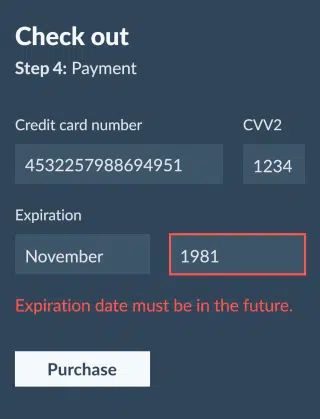 Check out
Step 4: Payment
Credit card number CVV2
4532257988694951 1234
Expiration
November 1981
Expiration date must be in the future.
Purchase